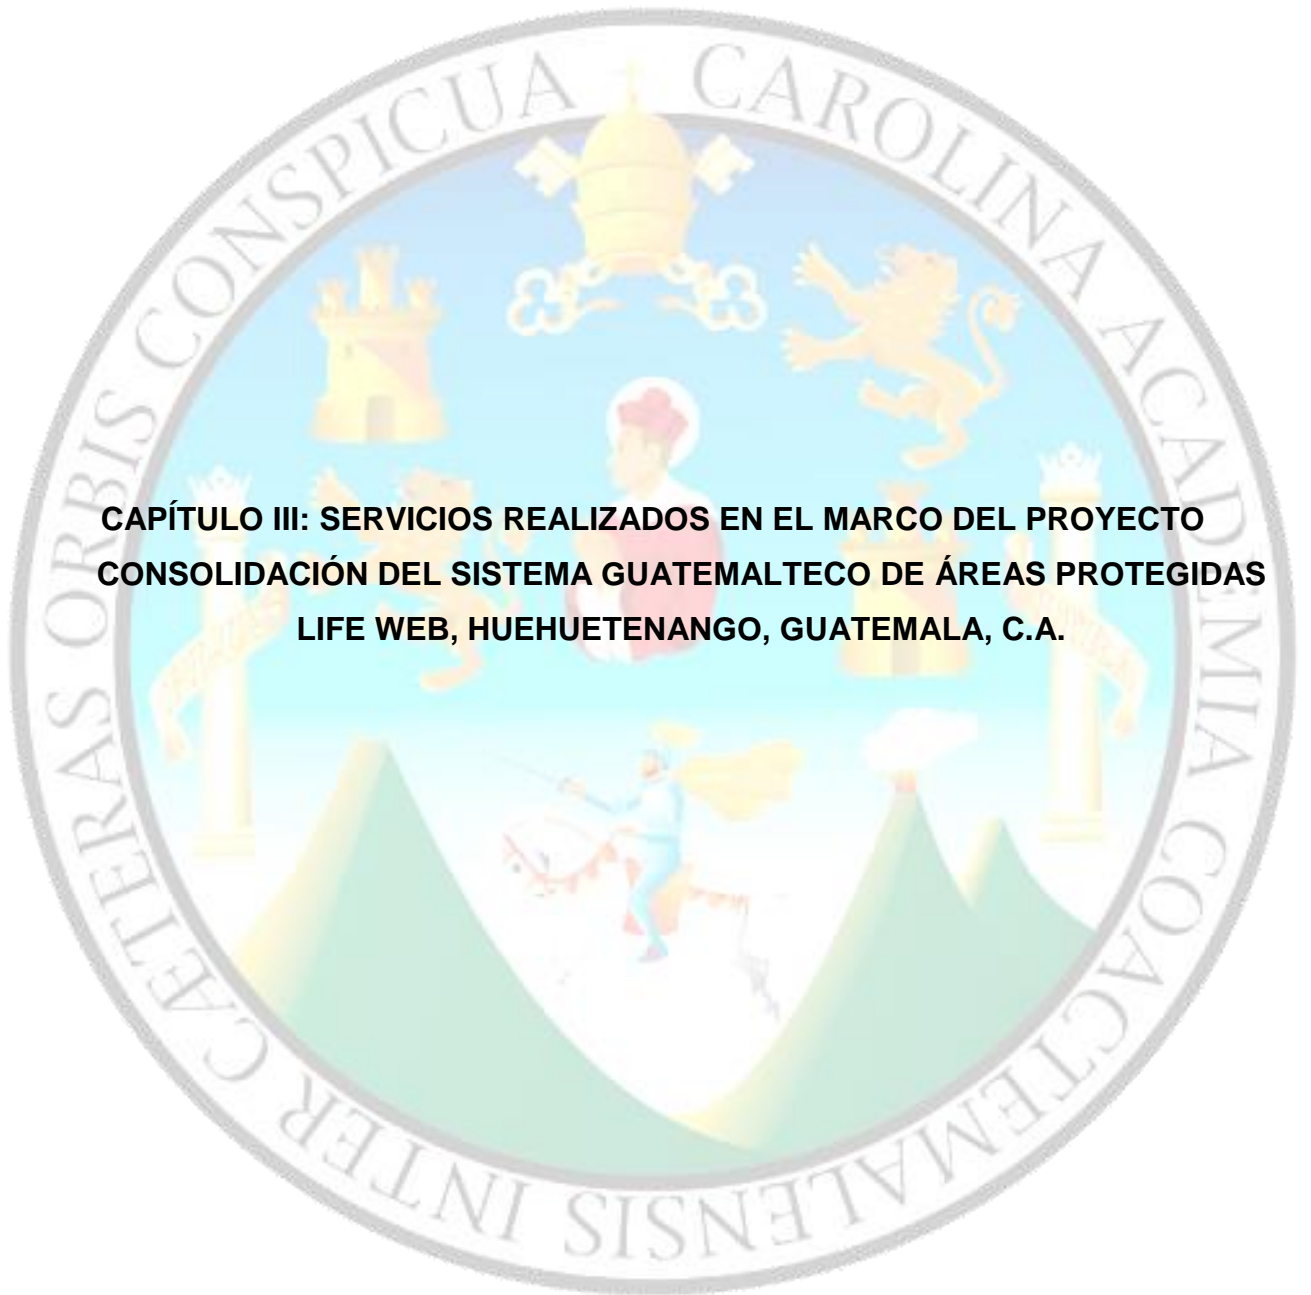 CAPÍTULO III: SERVICIOS REALIZADOS EN EL MARCO DEL PROYECTO
CONSOLIDACIÓN DEL SISTEMA GUATEMALTECO DE ÁREAS PROTEGIDAS
LIFE WEB, HUEHUETENANGO, GUATEMALA, C.A.
CAROLINA ACADEMIA COACTEMALENSIS INTER CÆTERAS ORBIS CONSPICUA